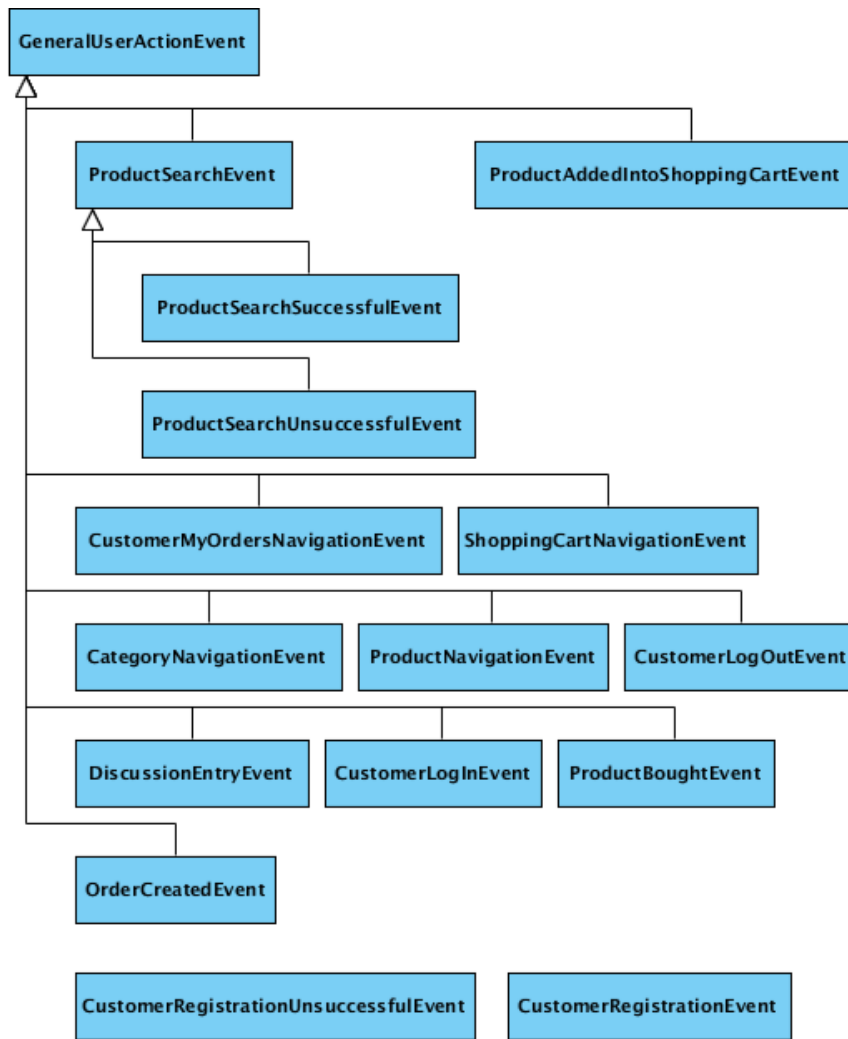 GeneralUserActionEvent
ProductSearchEvent
ProductAddedIntoShoppingCartEvent
ProductSearchSuccessfulEvent
ProductSearchUnsuccessfulEvent
CustomerMyOrdersNavigationEvent
ShoppingCartNavigationEvent
CategoryNavigationEvent
ProductNavigationEvent
CustomerLogOutEvent
DiscussionEntryEvent
CustomerLogInEvent
ProductBoughtEvent
OrderCreatedEvent
CustomerRegistrationUnsuccessfulEvent
CustomerRegistrationEvent